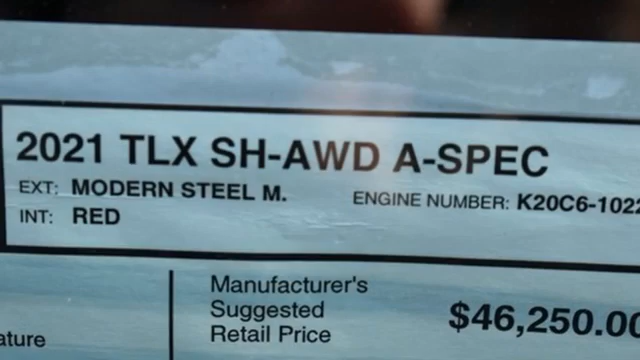 2021 TLX SH-AWD A-SPEC
EXT: MODERN STEEL M. ENGINE NUMBER: K20C6-1022
INT: RED
Manufacturer's
Suggested
Retail Price
$46,250.00
ature